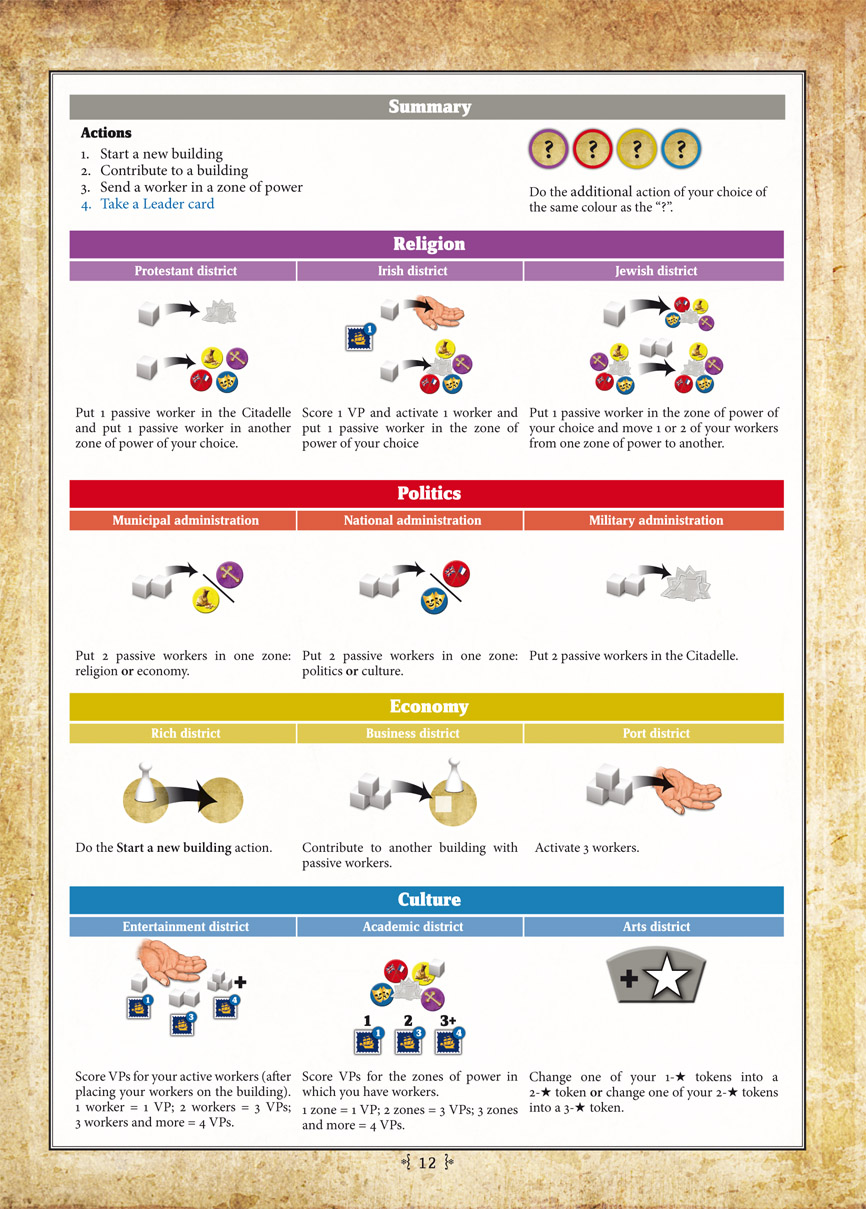 Summary
Actions
1. Start a new building
2. Contribute to a building
3. Send a worker in a zone of power
4. Take a Leader card
? ? ? ?
Do the additional action of your choice of
the same colour as the “?”.
Religion
Protestant district
Irish district
Jewish district
1
Put 1 passive worker in the Citadelle
and put 1 passive worker in another
zone of power of your choice.
Score 1 VP and activate 1 worker and
put 1 passive worker in the zone of
power of your choice
Put 1 passive worker in the zone of power of
your choice and move 1 or 2 of your workers
from one zone of power to another.
Politics
Municipal administration
National administration
Military administration
Put 2 passive workers in one zone:
religion or economy.
Put 2 passive workers in one zone:
politics or culture.
Put 2 passive workers in the Citadelle.
Economy
Rich district
Business district
Port district
Do the Start a new building action.
Contribute to another building with
passive workers.
Activate 3 workers.
Culture
Entertainment district
Academic district
Arts district
+
1 3 4
1 2 3+
1 3 4
+ ★
Score VPs for your active workers (after
placing your workers on the building).
1 worker = 1 VP; 2 workers = 3 VPs;
3 workers and more = 4 VPs.
Score VPs for the zones of power in
which you have workers.
1 zone = 1 VP; 2 zones = 3 VPs; 3 zones
and more = 4 VPs.
Change one of your 1-★ tokens into a
2-★ token or change one of your 2-★ tokens
into a 3-★ token.
12